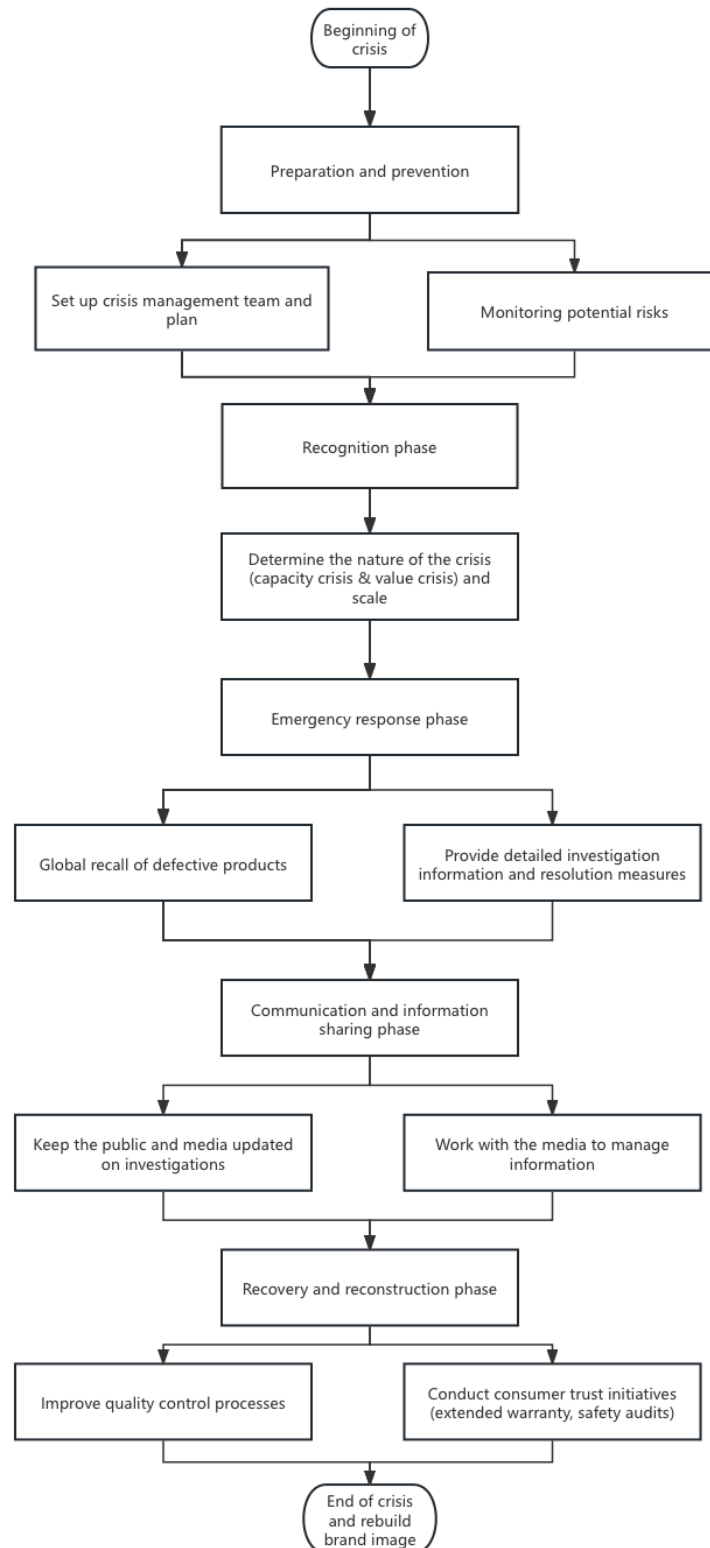 Beginning of
crisis
Preparation and prevention
Set up crisis management team and
plan
Monitoring potential risks
Recognition phase
Determine the nature of the crisis
(capacity crisis & value crisis) and
scale
Emergency response phase
Global recall of defective products
Provide detailed investigation
information and resolution measures
Communication and information
sharing phase
Keep the public and media updated
on investigations
Work with the media to manage
information
Recovery and reconstruction phase
Improve quality control processes
Conduct consumer trust initiatives
(extended warranty, safety audits)
End of crisis
and rebuild
brand image